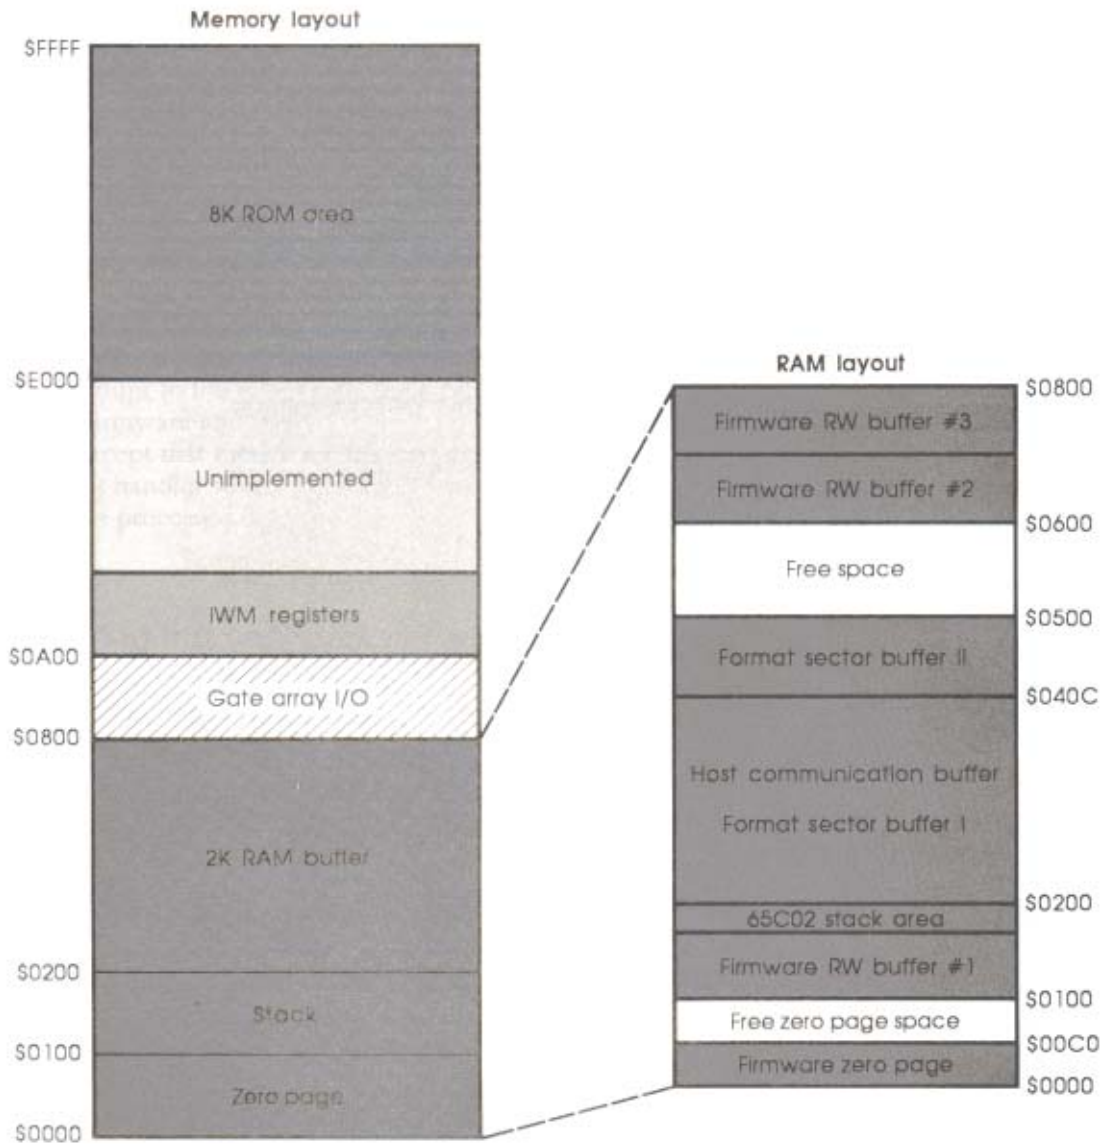 Memory layout
$FFFF
8K ROM area
$E000
Unimplemented
IWM registers
$0A00
Gate array I/O
$0800
2K RAM buffer
$0200
Stack
$0100
Zero page
$0000
RAM layout
$0800
Firmware RW buffer #3
Firmware RW buffer #2
$0600
Free space
$0500
Format sector buffer II
$040C
Host communication buffer
Format sector buffer I
$0200
65C02 stack area
Firmware RW buffer #1
$0100
Free zero page space
$00C0
Firmware zero page
$0000